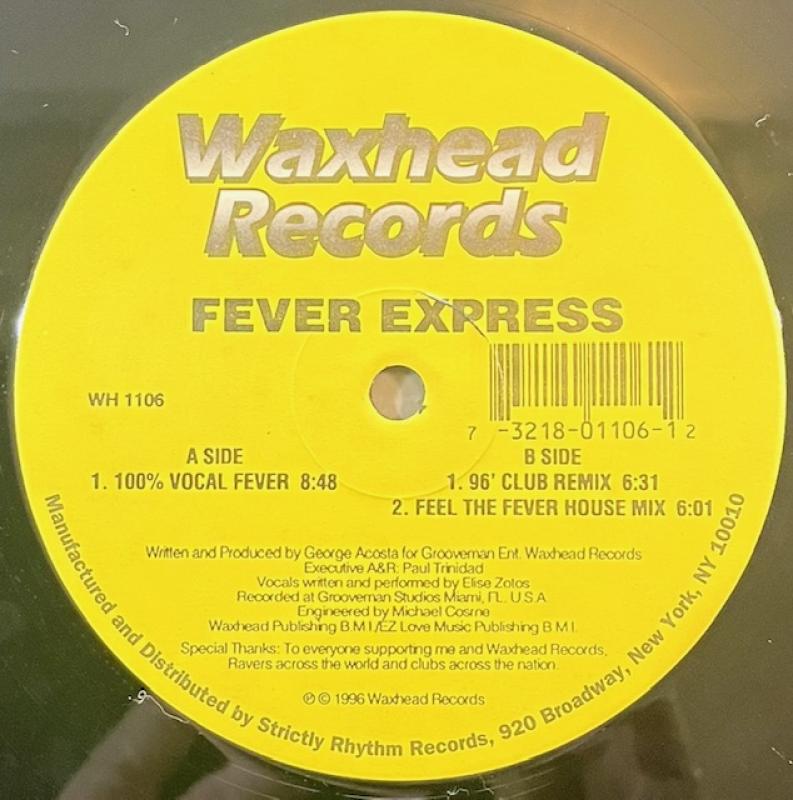 Waxhead
Records
FEVER EXPRESS
WH 1106
7 -3218-01106-1 2
A SIDE
1. 100% VOCAL FEVER 8:48
B SIDE
1. 96' CLUB REMIX 6:31
2. FEEL THE FEVER HOUSE MIX 6:01
Written and Produced by George Acosta for Grooveman Ent. Waxhead Records
Executive A&R: Paul Trinidad
Vocals written and performed by Elise Zotos
Recorded at Grooveman Studios Miami, FL. U.S.A
Engineered by Michael
Waxhead Publishing B.M.I./EZ Love Music Publishing B.M.I.
Special Thanks: To everyone supporting me and Waxhead Records,
Ravers across the world and clubs across the nation.
℗ © 1996 Waxhead Records
Manufactured and Distributed by Strictly Rhythm Records, 920 Broadway, New York, NY 10010